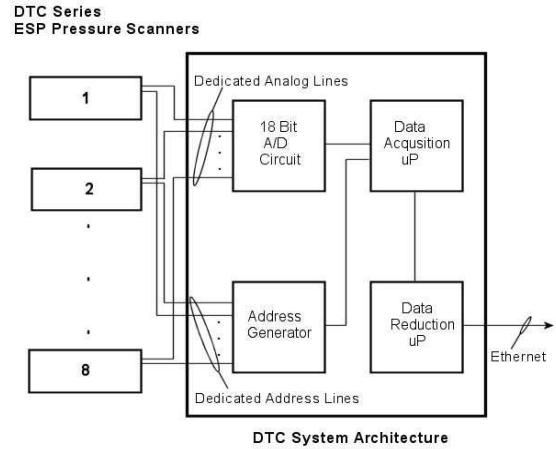 DTC Series
ESP Pressure Scanners
1
2
8
Dedicated Analog Lines
18 Bit
A/D
Circuit
Data
Acqusition
uP
Address
Generator
Data
Reduction
uP
Ethernet
Dedicated Address Lines
DTC System Architecture